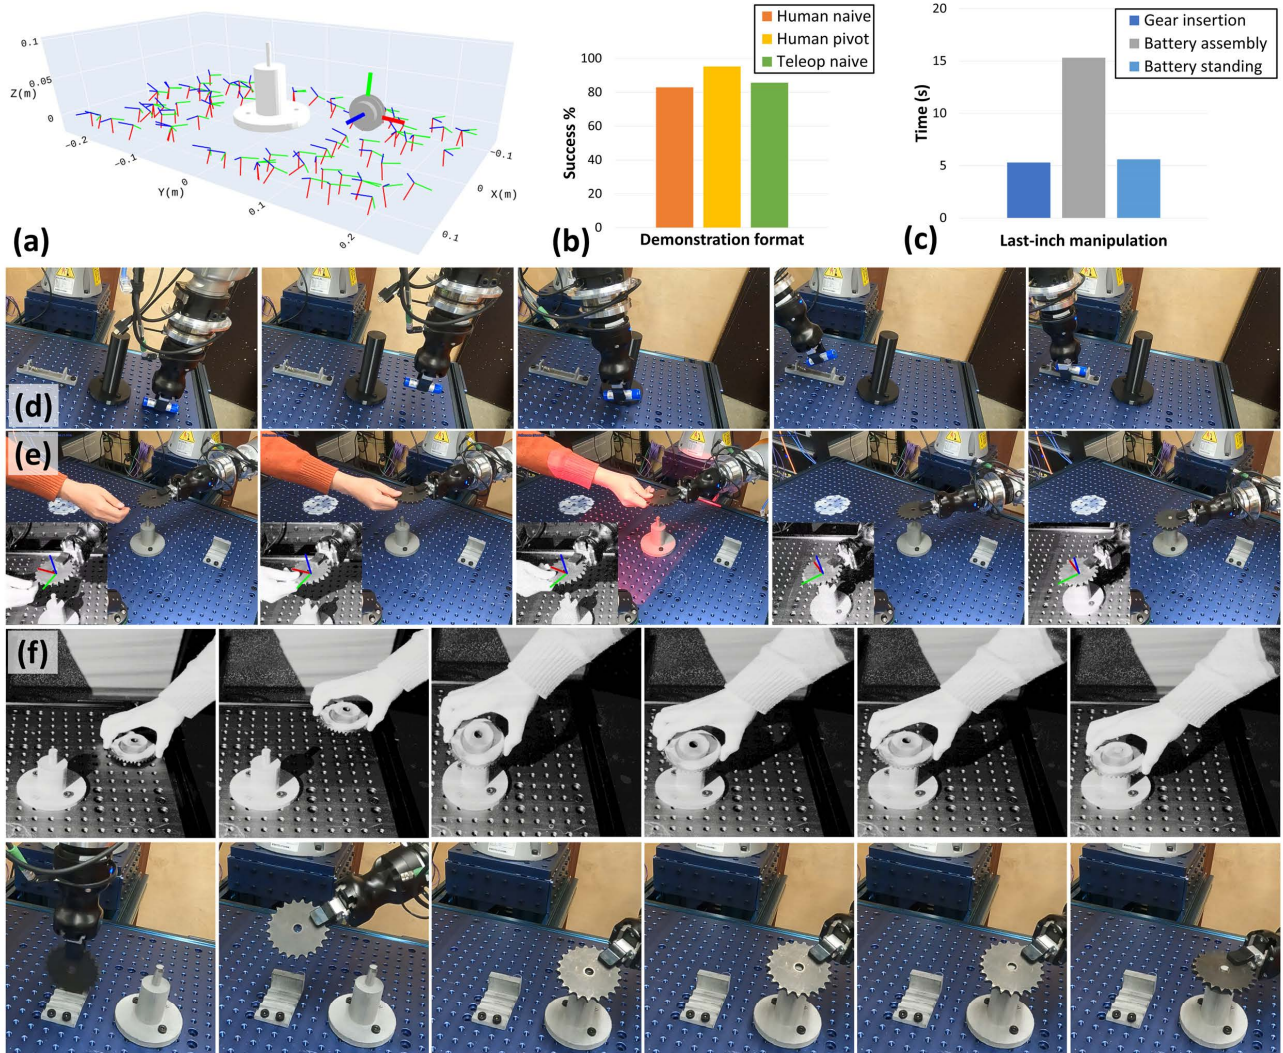 0.1
0.05
Z(m)
0
−0.2
−0.1
Y(m)
0
0.1
0.2
−0.1
0
X(m)
0.1
(a)
Human naive
Human pivot
Teleop naive
100
80
60
40
20
0
Success %
Demonstration format
(b)
Gear insertion
Battery assembly
Battery standing
20
15
10
5
0
Time (s)
Last-inch manipulation
(c)
(d)
(e)
(f)